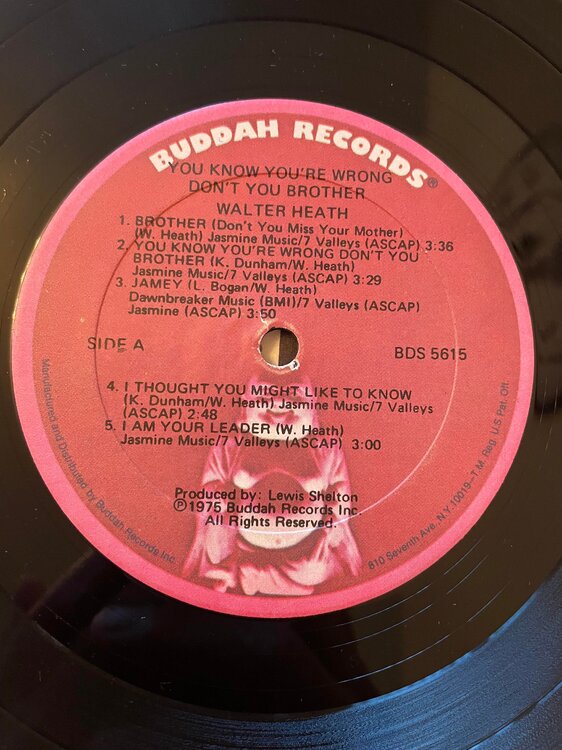 BUDDAH RECORDS®
YOU KNOW YOU'RE WRONG
DON'T YOU BROTHER
WALTER HEATH
1. BROTHER (Don't You Miss Your Mother)
(W. Heath) Jasmine Music/7 Valleys (ASCAP) 3:36
2. YOU KNOW YOU'RE WRONG DON'T YOU
BROTHER (K. Dunham/W. Heath)
Jasmine Music/7 Valleys (ASCAP) 3:29
3. JAMEY (L. Bogan/W. Heath)
Dawnbreaker Music (BMI)/7 Valleys (ASCAP)
Jasmine (ASCAP) 3:50
SIDE A
BDS 5615
4. I THOUGHT YOU MIGHT LIKE TO KNOW
(K. Dunham/W. Heath) Jasmine Music/7 Valleys
(ASCAP) 2:48
5. I AM YOUR LEADER (W. Heath)
Jasmine Music/7 Valleys (ASCAP) 3:00
Produced by: Lewis Shelton
℗1975 Buddah Records Inc.
All Rights Reserved.
Manufactured and Distributed by Buddah Records Inc.
810 Seventh Ave. N.Y. 10019—T.M. Reg. U.S. Pat. Off.